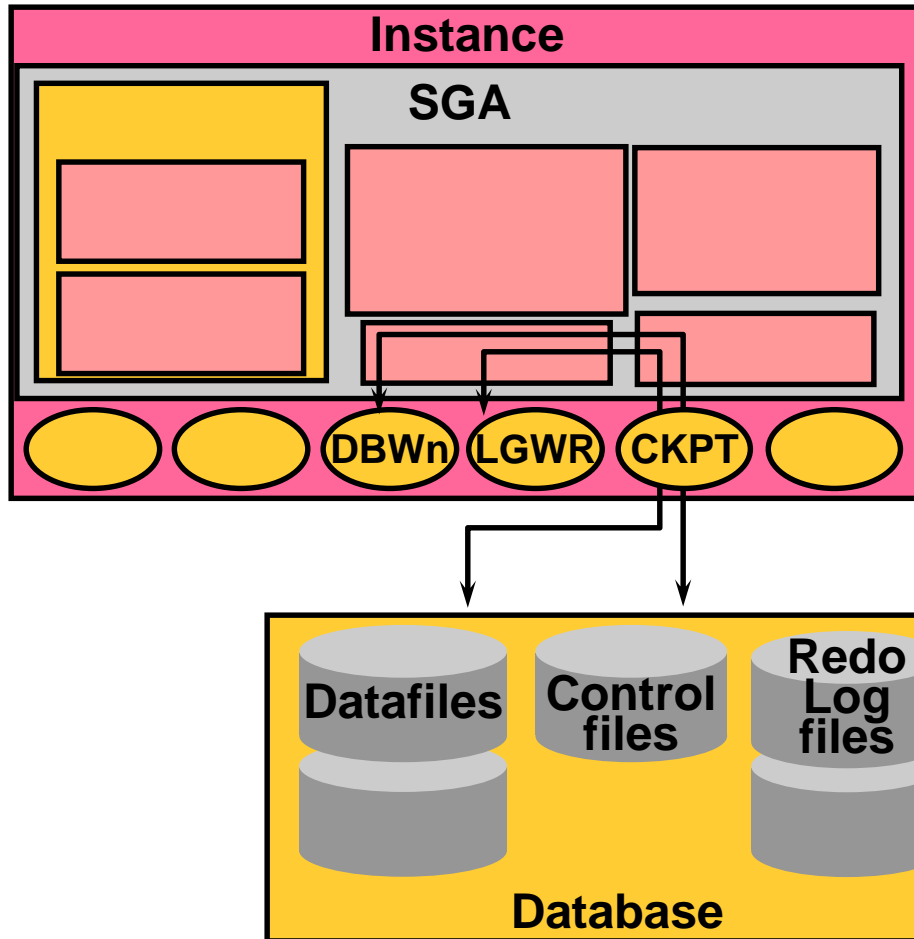 Instance
SGA
DBWn
LGWR
CKPT
Datafiles
Control
files
Redo
Log
files
Database